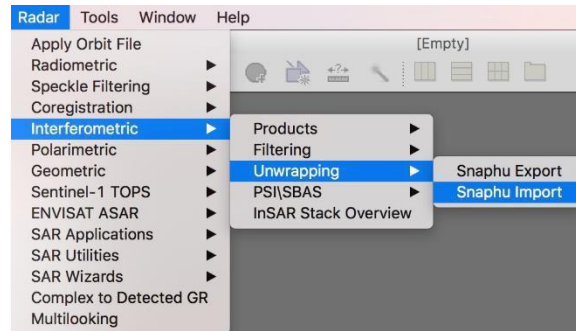 Radar Tools Window Help
[Empty]
Apply Orbit File
Radiometric
Speckle Filtering
Coregistration
Interferometric
Polarimetric
Geometric
Sentinel-1 TOPS
ENVISAT ASAR
SAR Applications
SAR Utilities
SAR Wizards
Complex to Detected GR
Multilooking
Products
Filtering
Unwrapping
PSI\SBAS
InSAR Stack Overview
Snaphu Export
Snaphu Import